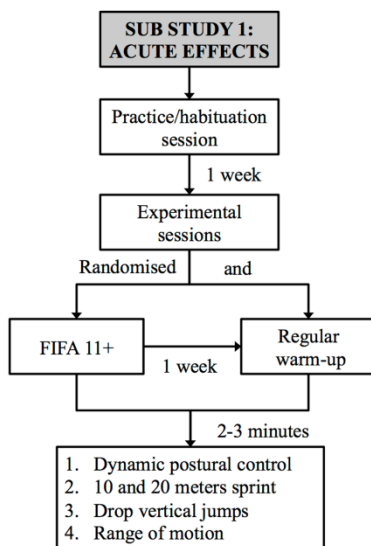 SUB STUDY 1:
ACUTE EFFECTS
Practice/habituation
session
1 week
Experimental
sessions
Randomised and
FIFA 11+
1 week
Regular
warm-up
2-3 minutes
1. Dynamic postural control
2. 10 and 20 meters sprint
3. Drop vertical jumps
4. Range of motion